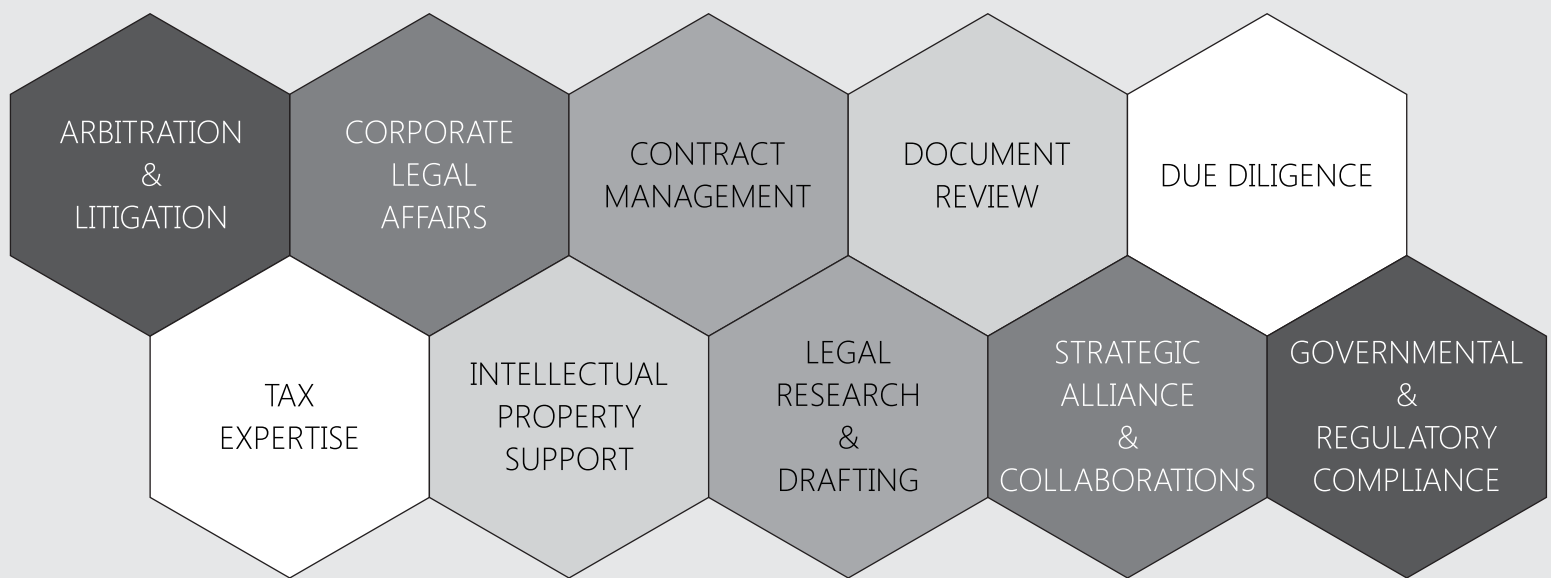 ARBITRATION
&
LITIGATION
CORPORATE
LEGAL
AFFAIRS
CONTRACT
MANAGEMENT
DOCUMENT
REVIEW
DUE DILIGENCE
TAX
EXPERTISE
INTELLECTUAL
PROPERTY
SUPPORT
LEGAL
RESEARCH
&
DRAFTING
STRATEGIC
ALLIANCE
&
COLLABORATIONS
GOVERNMENTAL
&
REGULATORY
COMPLIANCE